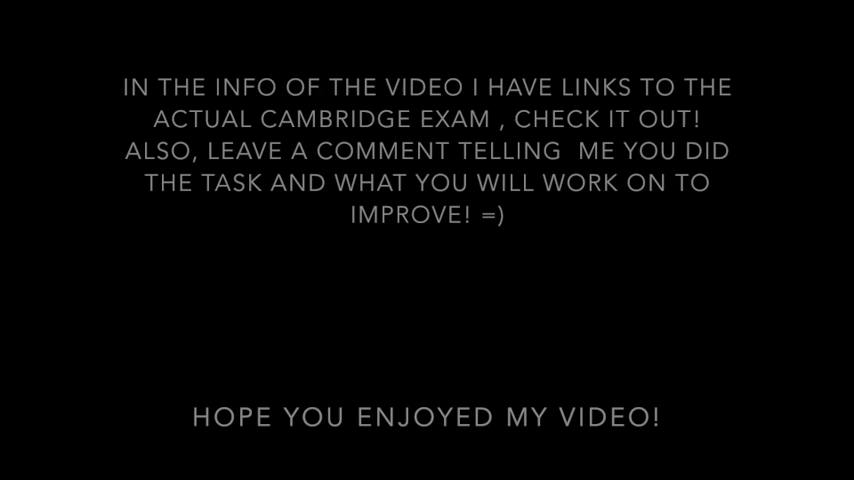 IN THE INFO OF THE VIDEO I HAVE LINKS TO THE
ACTUAL CAMBRIDGE EXAM , CHECK IT OUT!
ALSO, LEAVE A COMMENT TELLING  ME YOU DID
THE TASK AND WHAT YOU WILL WORK ON TO
IMPROVE! =)
HOPE YOU ENJOYED MY VIDEO!